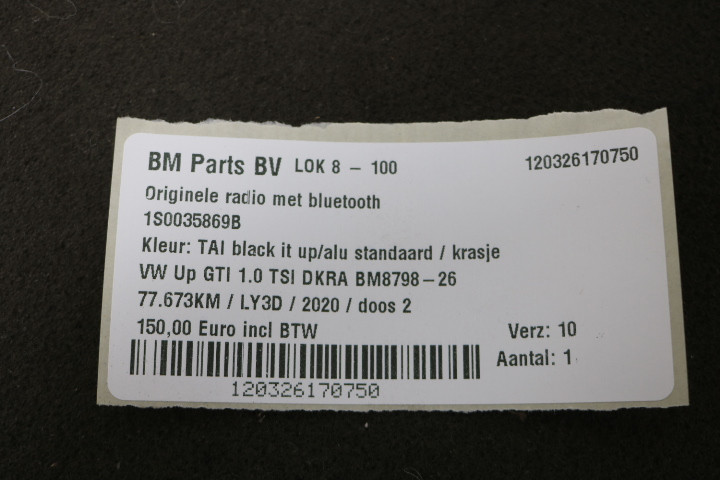 BM Parts BV LOK 8 - 100 120326170750
Originele radio met bluetooth
1S0035869B
Kleur: TAI black it up/alu standaard / krasje
VW Up GTI 1.0 TSI DKRA BM8798-26
77.673KM / LY3D / 2020 / doos 2
150,00 Euro incl BTW Verz: 10
Aantal: 1
120326170750